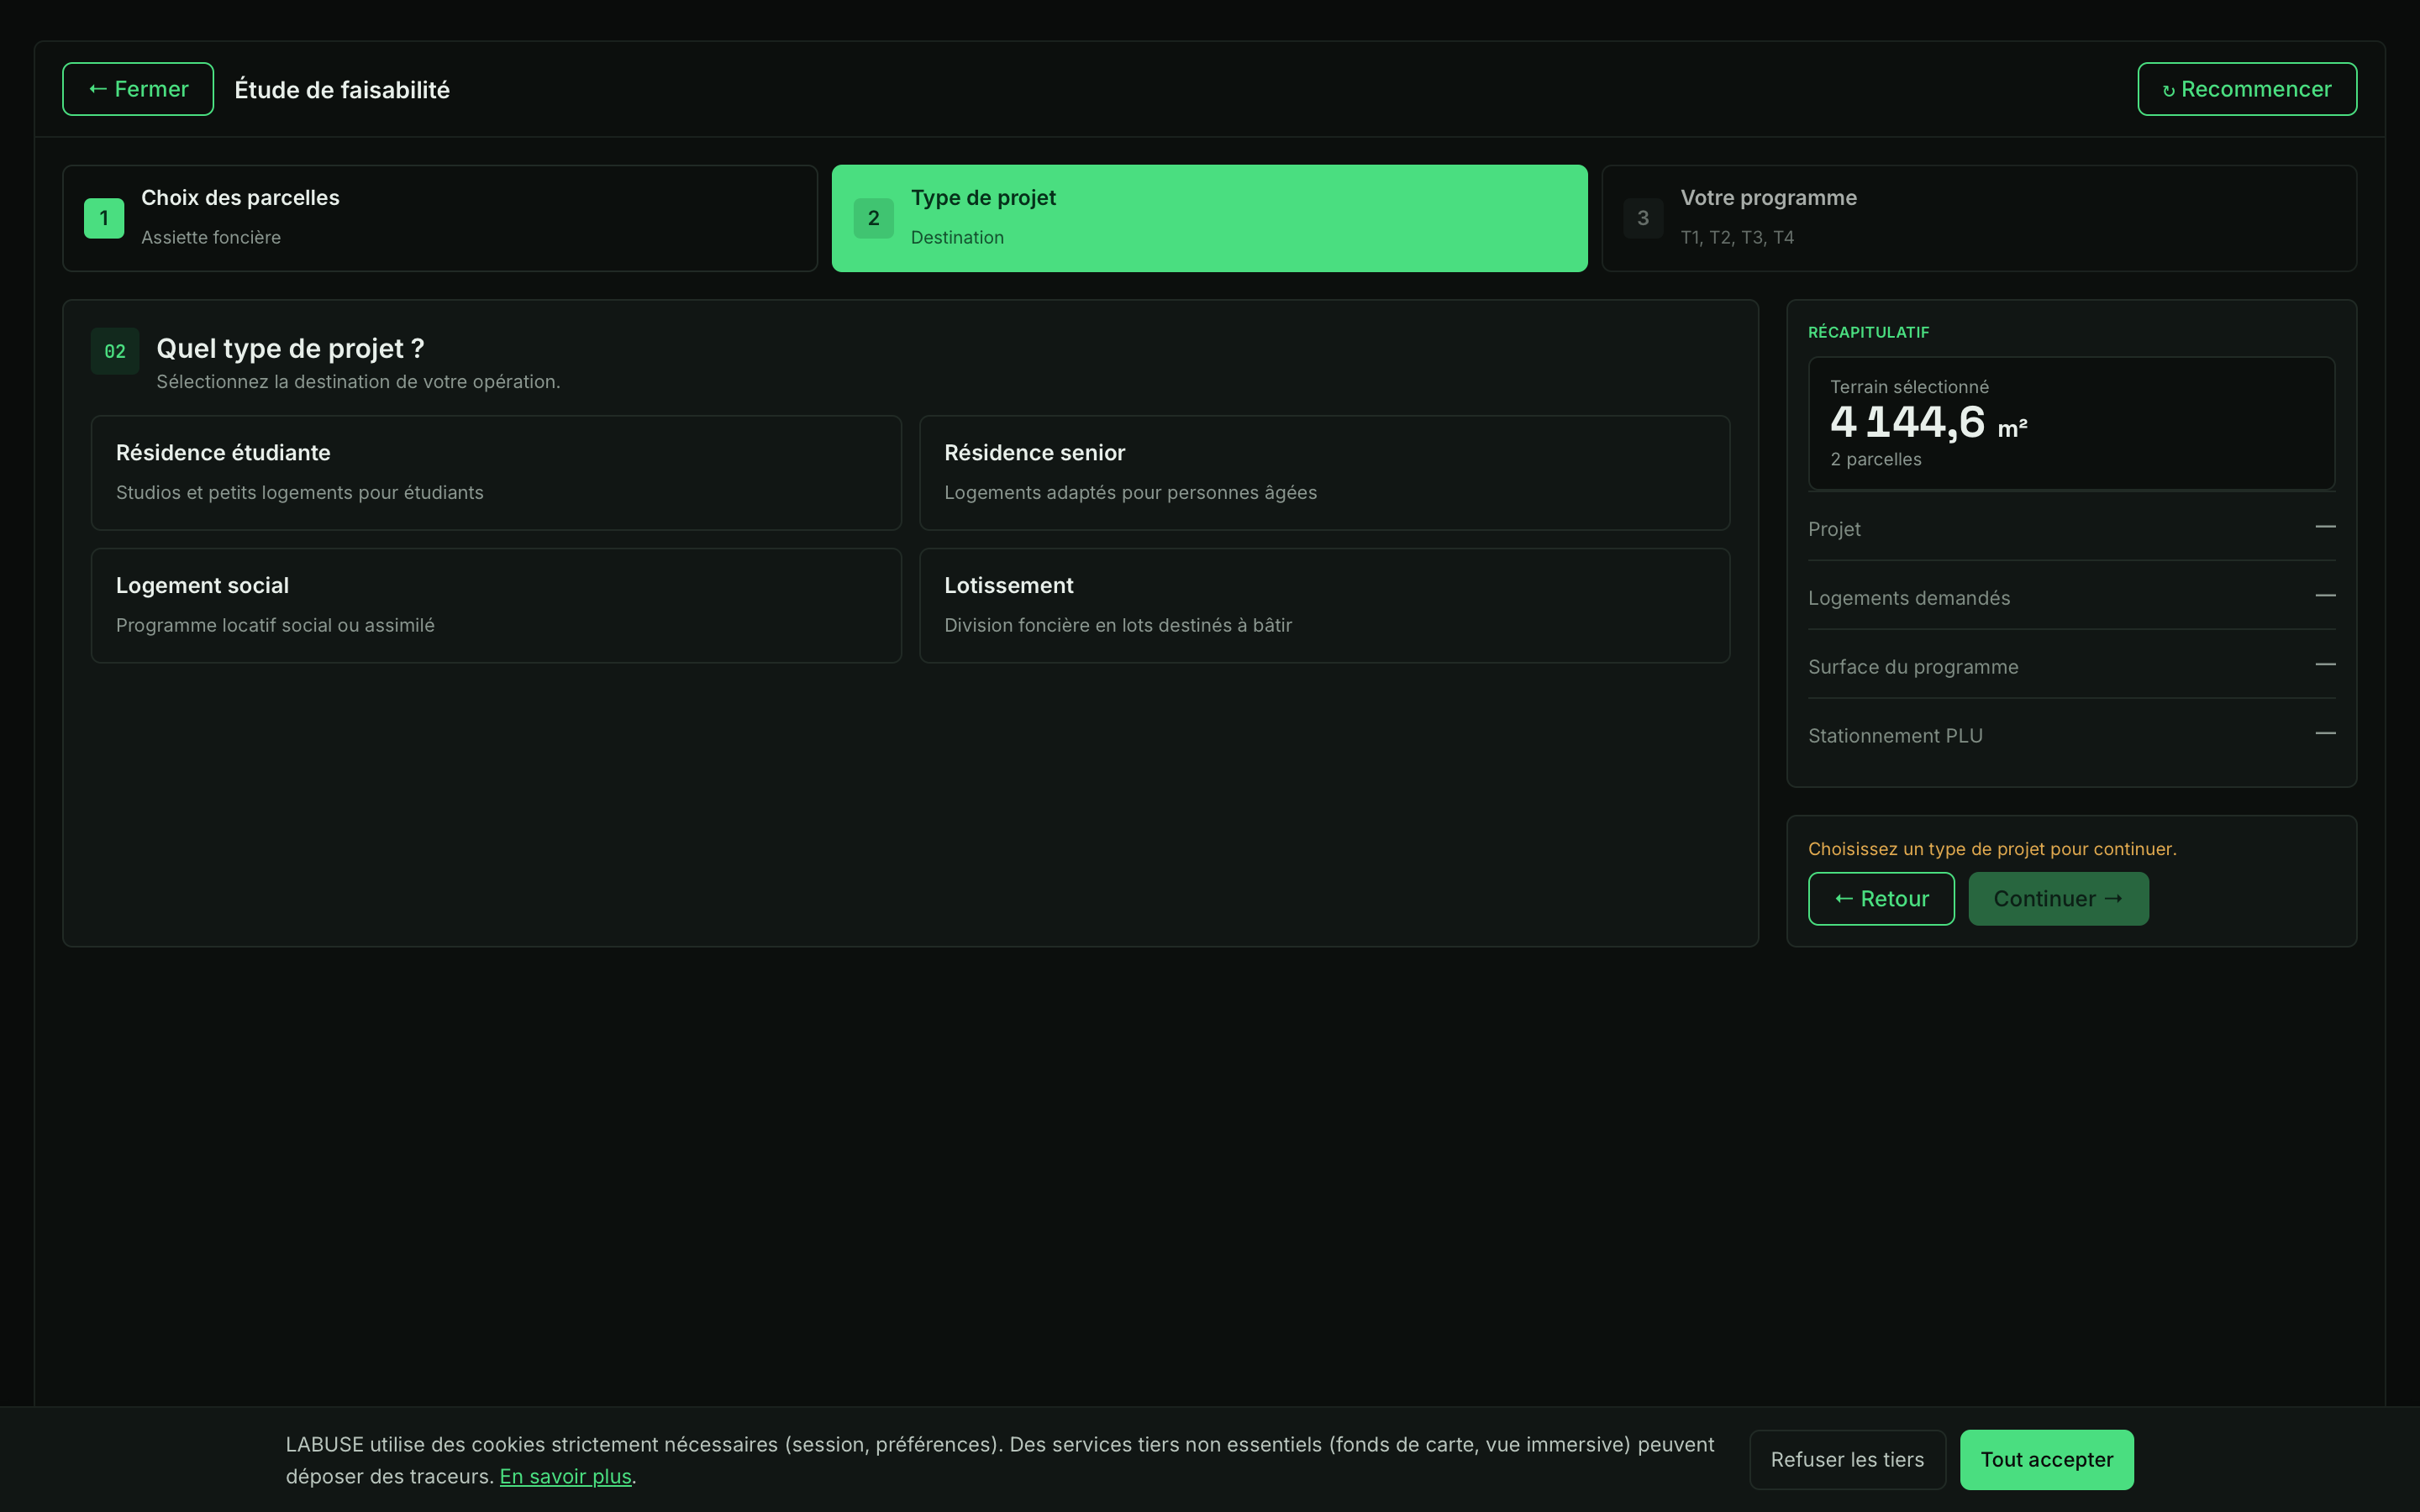 ← Fermer
Étude de faisabilité
↻ Recommencer
1
Choix des parcelles
Assiette foncière
2
Type de projet
Destination
3
Votre programme
T1, T2, T3, T4
02
Quel type de projet ?
Sélectionnez la destination de votre opération.
Résidence étudiante
Studios et petits logements pour étudiants
Résidence senior
Logements adaptés pour personnes âgées
Logement social
Programme locatif social ou assimilé
Lotissement
Division foncière en lots destinés à bâtir
RÉCAPITULATIF
Terrain sélectionné
4 144,6 m²
2 parcelles
Projet —
Logements demandés —
Surface du programme —
Stationnement PLU —
Choisissez un type de projet pour continuer.
← Retour
Continuer →
LABUSE utilise des cookies strictement nécessaires (session, préférences). Des services tiers non essentiels (fonds de carte, vue immersive) peuvent
déposer des traceurs. En savoir plus.
Refuser les tiers
Tout accepter